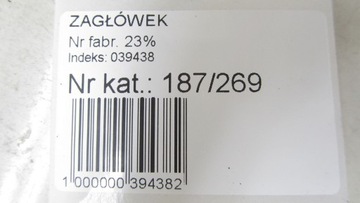 ZAGŁÓWEK
Nr fabr. 23%
Indeks: 039438
Nr kat.: 187/269
1 000000 394382